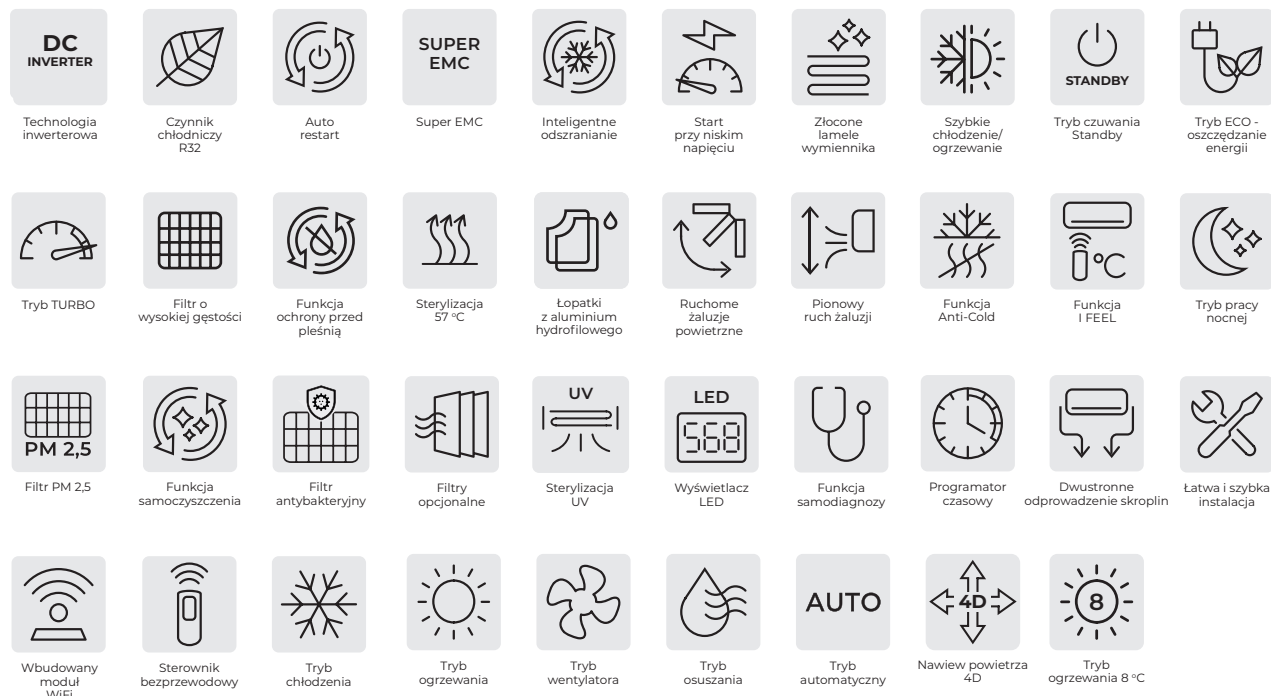 DC
INVERTER
Technologia
inwerterowa
Czynnik
chłodniczy
R32
Auto
restart
SUPER
EMC
Super EMC
Inteligentne
odszranianie
Start
przy niskim
napięciu
Złocone
lamele
wymiennika
Szybkie
chłodzenie/
ogrzewanie
STANDBY
Tryb czuwania
Standby
Tryb ECO -
oszczędzanie
energii
Tryb TURBO
Filtr o
wysokiej gęstości
Funkcja
ochrony przed
pleśnią
Sterylizacja
57 °C
Łopatki
z aluminium
hydrofilowego
Ruchome
żaluzje
powietrzne
Pionowy
ruch żaluzji
Funkcja
Anti-Cold
°C
Funkcja
I FEEL
Tryb pracy
nocnej
PM 2,5
Filtr PM 2,5
Funkcja
samoczyszczenia
Filtr
antybakteryjny
Filtry
opcjonalne
UV
Sterylizacja
UV
LED
568
Wyświetlacz
LED
Funkcja
samodiagnozy
Programator
czasowy
Dwustronne
odprowadzenie skroplin
Łatwa i szybka
instalacja
Wbudowany
moduł
WiFi
Sterownik
bezprzewodowy
Tryb
chłodzenia
Tryb
ogrzewania
Tryb
wentylatora
Tryb
osuszania
AUTO
Tryb
automatyczny
4D
Nawiew powietrza
4D
8
Tryb
ogrzewania 8 °C